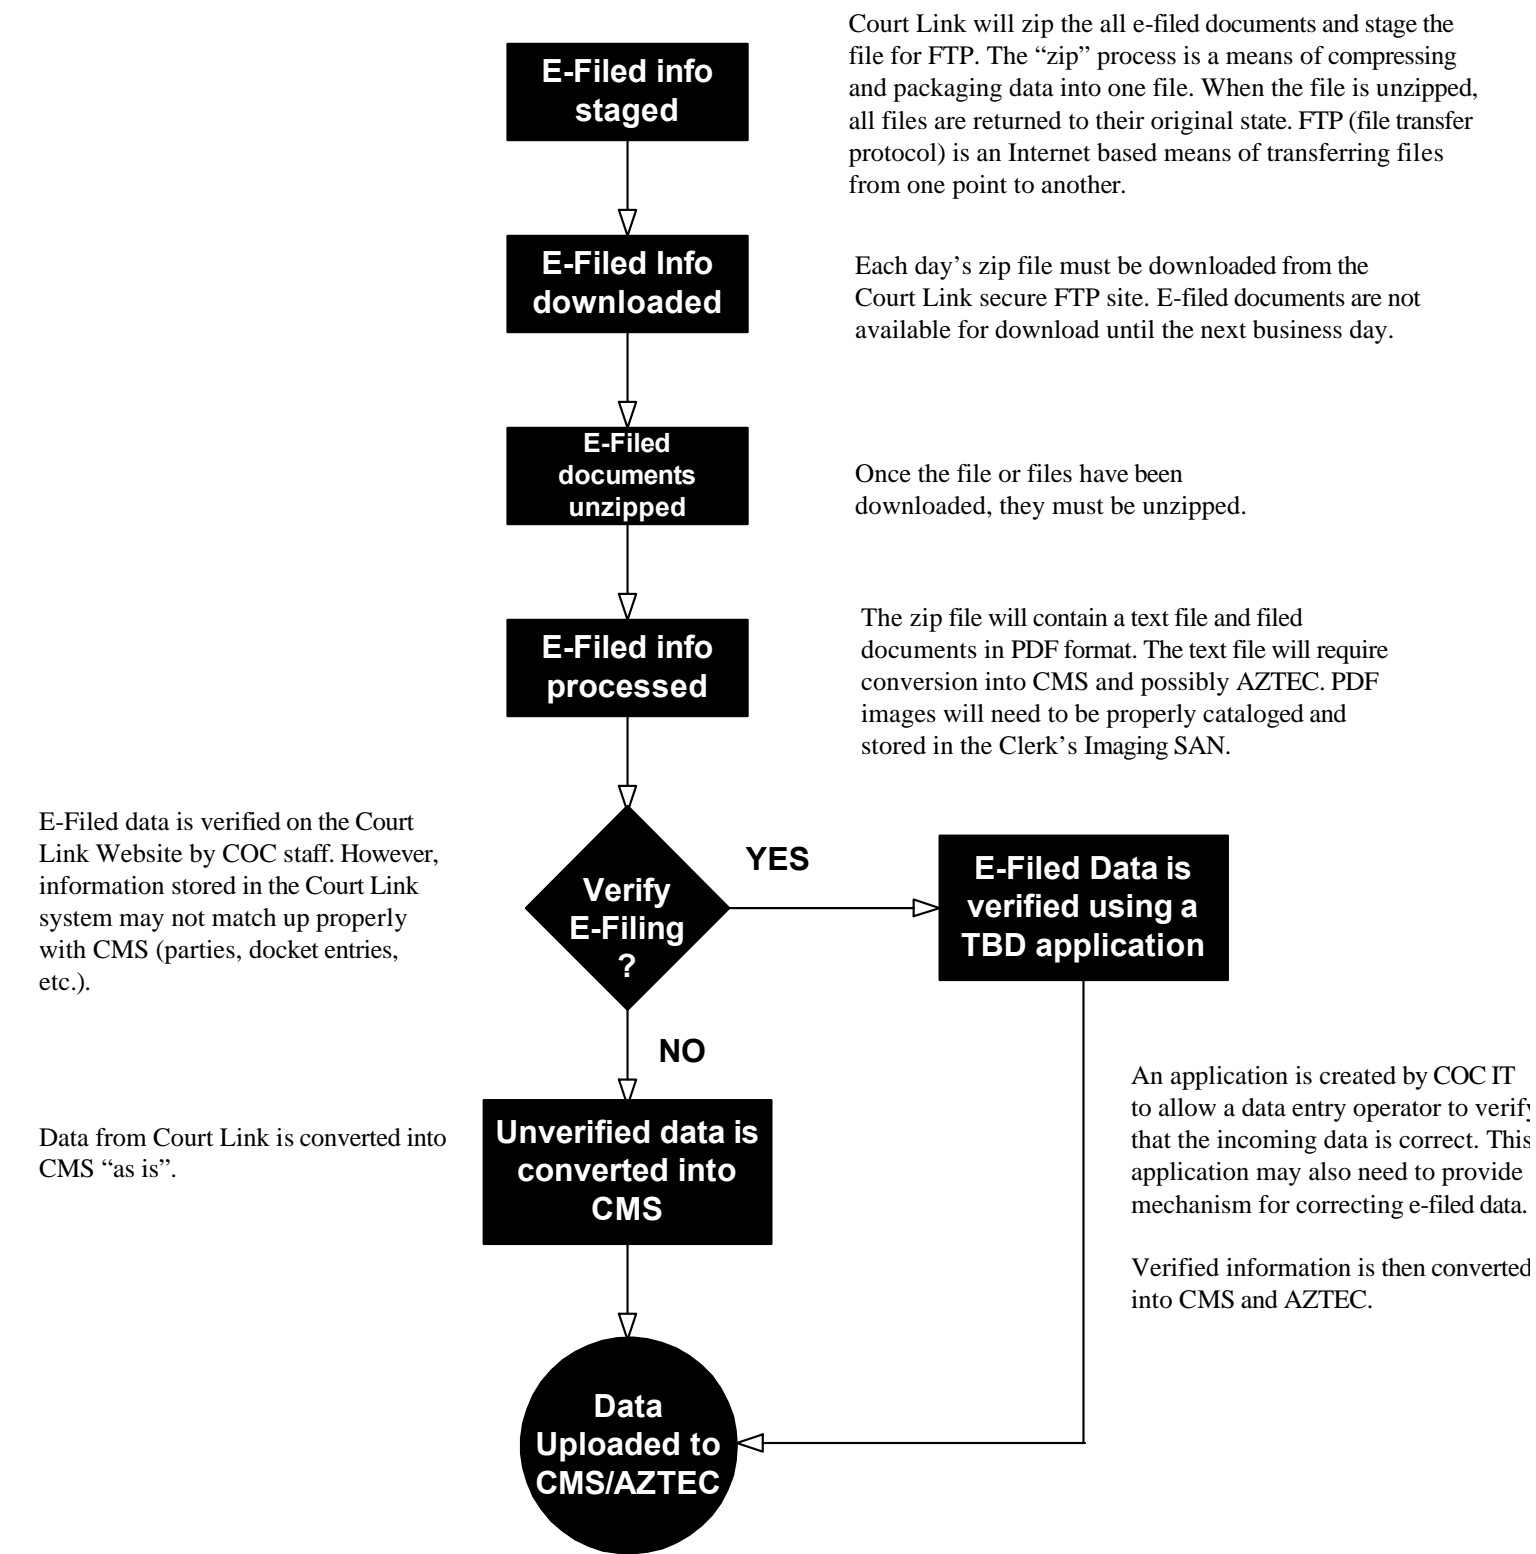 Court Link will zip the all e-filed documents and stage the
file for FTP. The “zip” process is a means of compressing
and packaging data into one file. When the file is unzipped,
all files are returned to their original state. FTP (file transfer
protocol) is an Internet based means of transferring files
from one point to another.
E-Filed info
staged
E-Filed Info
downloaded
Each day’s zip file must be downloaded from the
Court Link secure FTP site. E-filed documents are not
available for download until the next business day.
E-Filed
documents
unzipped
Once the file or files have been
downloaded, they must be unzipped.
E-Filed info
processed
The zip file will contain a text file and filed
documents in PDF format. The text file will require
conversion into CMS and possibly AZTEC. PDF
images will need to be properly cataloged and
stored in the Clerk’s Imaging SAN.
E-Filed data is verified on the Court
Link Website by COC staff. However,
information stored in the Court Link
system may not match up properly
with CMS (parties, docket entries,
etc.).
Verify
E-Filing
?
YES
E-Filed Data is
verified using a
TBD application
NO
An application is created by COC IT
to allow a data entry operator to verify
that the incoming data is correct. This
application may also need to provide
mechanism for correcting e-filed data.
Verified information is then converted
into CMS and AZTEC.
Data from Court Link is converted into
CMS “as is”.
Unverified data is
converted into
CMS
Data
Uploaded to
CMS/AZTEC